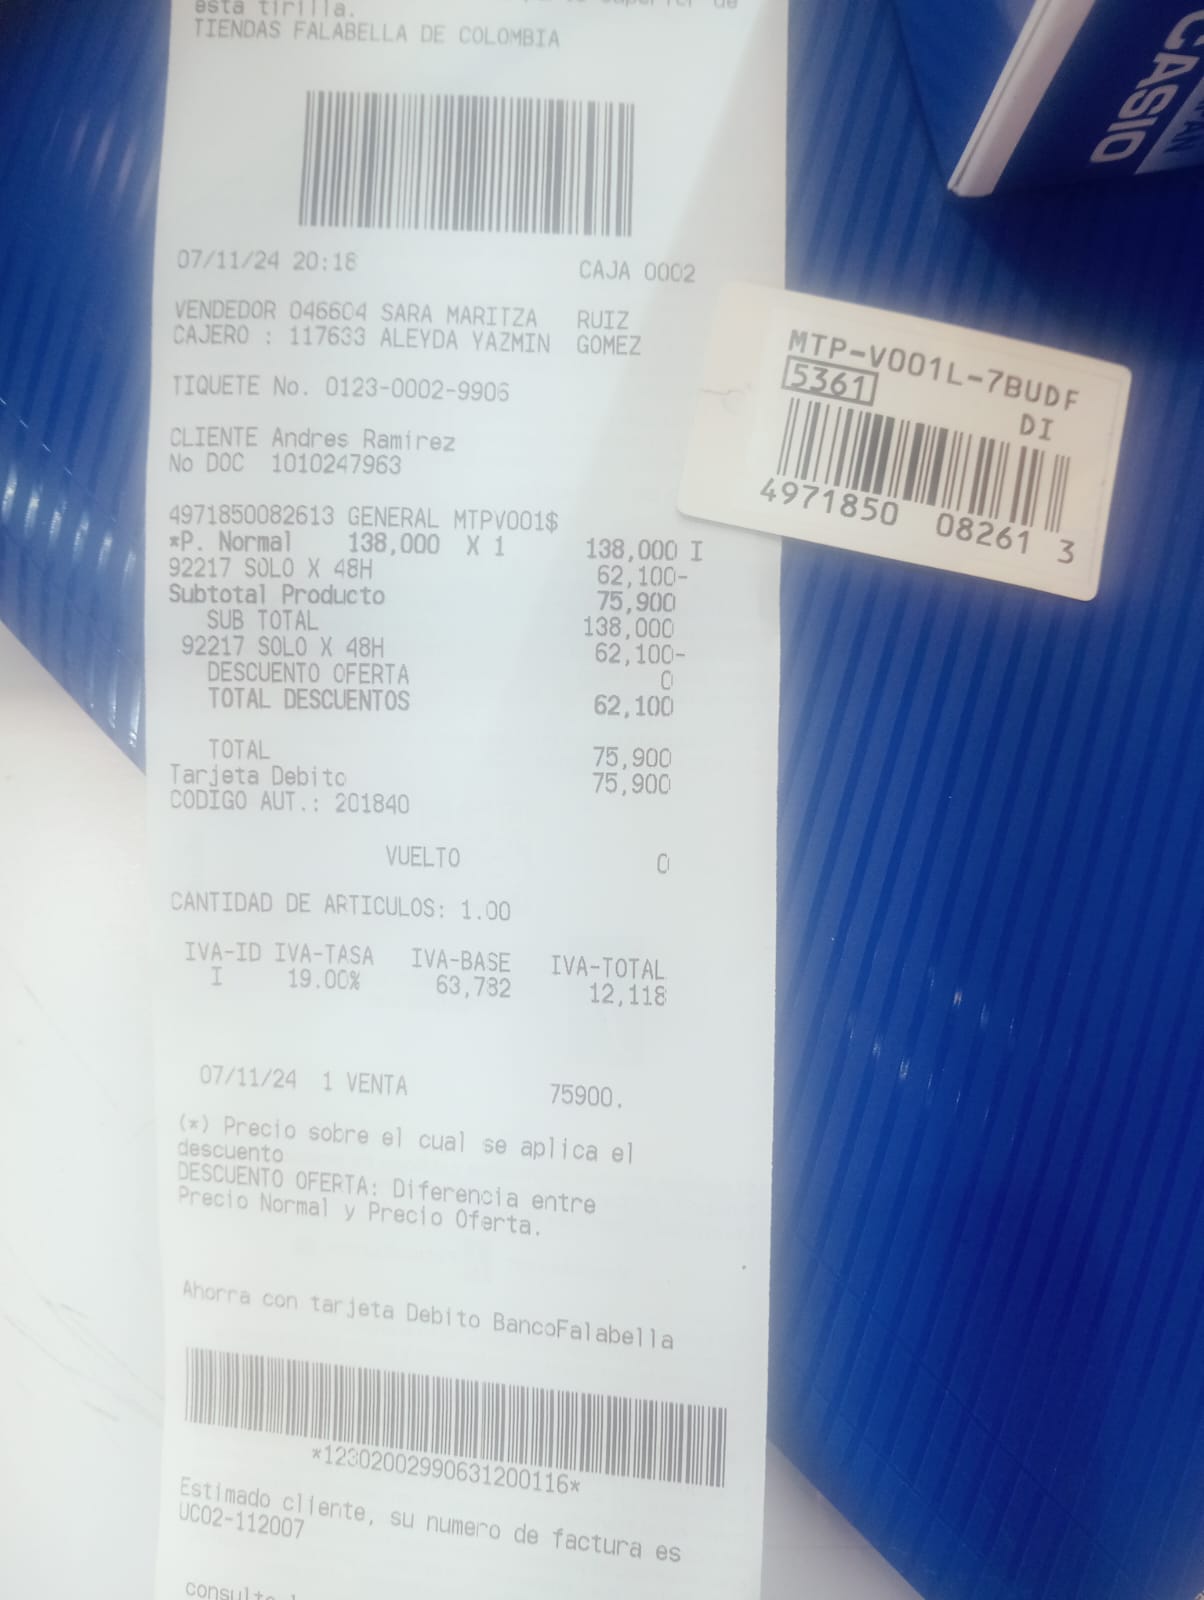 esta tirilla.
TIENDAS FALABELLA DE COLOMBIA
07/11/24 20:18 CAJA 0002
VENDEDOR 046604 SARA MARITZA RUIZ
CAJERO : 117633 ALEYDA YAZMIN GOMEZ
TIQUETE No. 0123-0002-9906
CLIENTE Andres Ramirez
No DOC 1010247963
4971850082613 GENERAL MTPV001$
*P. Normal 138,000 X 1 138,000 I
92217 SOLO X 48H 62,100-
Subtotal Producto 75,900
SUB TOTAL 138,000
92217 SOLO X 48H 62,100-
DESCUENTO OFERTA 0
TOTAL DESCUENTOS 62,100
TOTAL 75,900
Tarjeta Debito 75,900
CODIGO AUT.: 201840
VUELTO 0
CANTIDAD DE ARTICULOS: 1.00
IVA-ID IVA-TASA IVA-BASE IVA-TOTAL
I 19.00% 63,782 12,118
07/11/24 1 VENTA 75900.
(*) Precio sobre el cual se aplica el
descuento
DESCUENTO OFERTA: Diferencia entre
Precio Normal y Precio Oferta.
Ahorra con tarjeta Debito BancoFalabella
*12302002990631200116*
Estimado cliente, su numero de factura es
UC02-112007
CASIO
MTP-V001L-7BUDF
5361 DI
4971850 08261 3